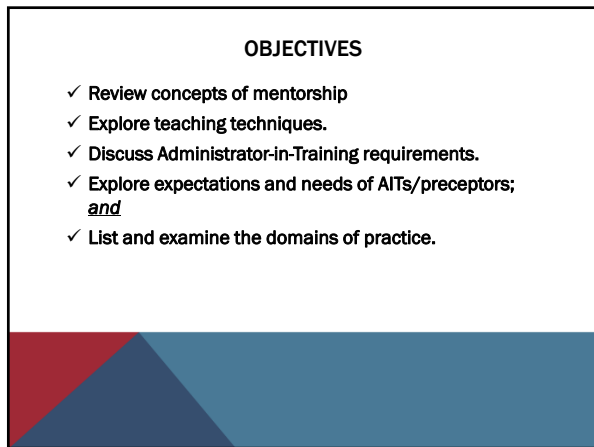 OBJECTIVES
✓ Review concepts of mentorship
✓ Explore teaching techniques.
✓ Discuss Administrator-in-Training requirements.
✓ Explore expectations and needs of AITs/preceptors;
and
✓ List and examine the domains of practice.